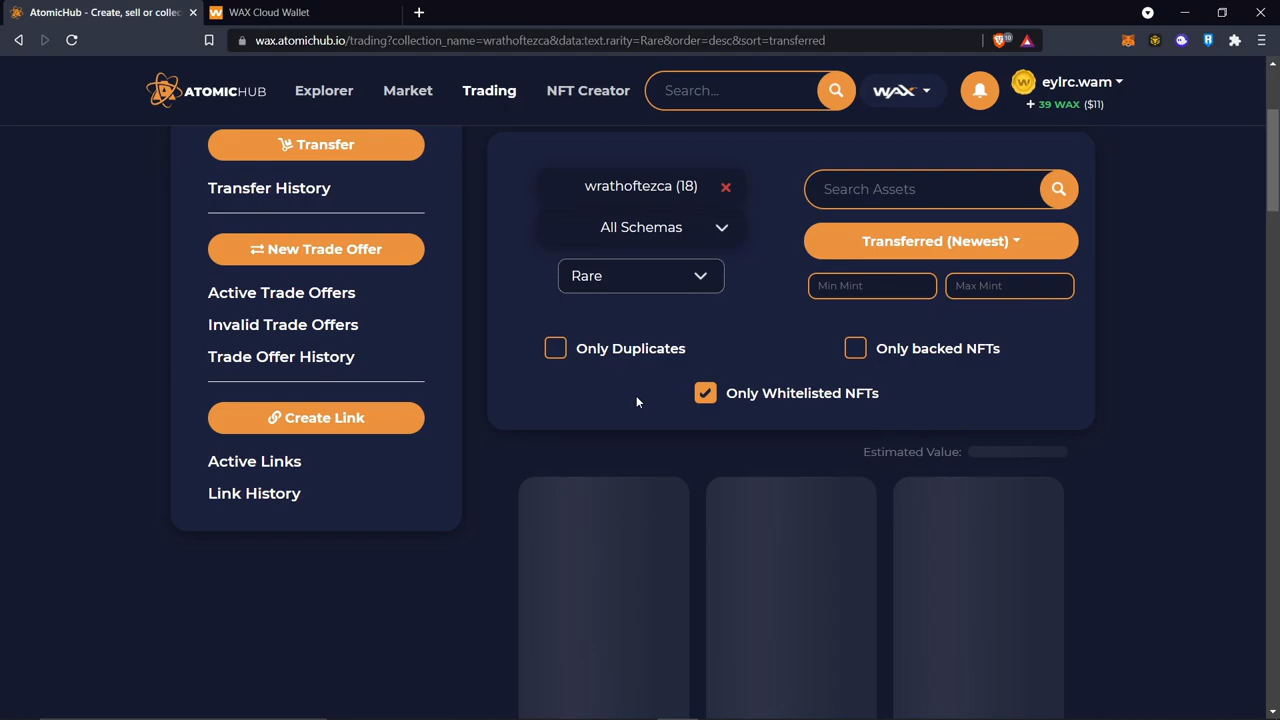 AtomicHub - Create, sell or collec
WAX Cloud Wallet
wax.atomichub.io/trading?collection_name=wrathoftezca&data:text.rarity=Rare&order=desc&sort=transferred
10
ATOMICHUB
Explorer
Market
Trading
NFT Creator
Search...
WAX
eylrc.wam
+ 39 WAX ($11)
Transfer
Transfer History
New Trade Offer
Active Trade Offers
Invalid Trade Offers
Trade Offer History
Create Link
Active Links
Link History
wrathoftezca (18)
All Schemas
Rare
Search Assets
Transferred (Newest)
Min Mint
Max Mint
Only Duplicates
Only backed NFTs
Only Whitelisted NFTs
Estimated Value: